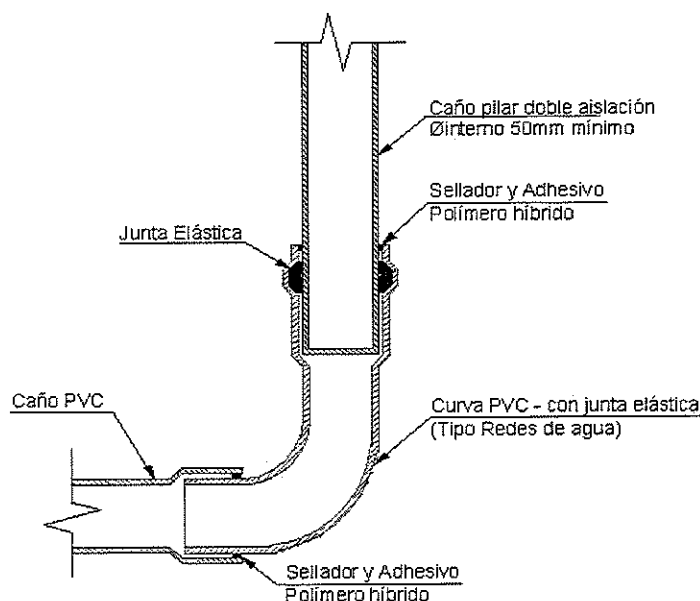 Caño pilar doble aislación
Øinterno 50mm mínimo
Sellador y Adhesivo
Polímero híbrido
Junta Elástica
Caño PVC
Curva PVC - con junta elástica
(Tipo Redes de agua)
Sellador y Adhesivo
Polímero híbrido